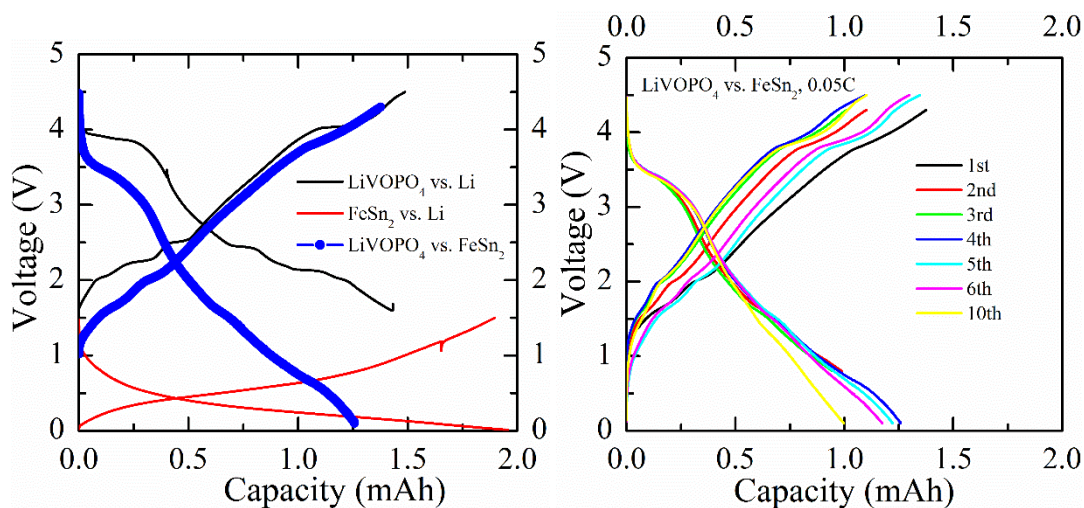 0.0 0.5 1.0 1.5 2.0
5 5
4 4
3 3
2 2
1 1
0 0
0.0 0.5 1.0 1.5 2.0
Voltage (V)
Capacity (mAh)
LiVOPO₄ vs. Li
FeSn₂ vs. Li
LiVOPO₄ vs. FeSn₂
5
4
3
2
1
0
0.0 0.5 1.0 1.5 2.0
Voltage (V)
Capacity (mAh)
LiVOPO₄ vs. FeSn₂, 0.05C
1st
2nd
3rd
4th
5th
6th
10th